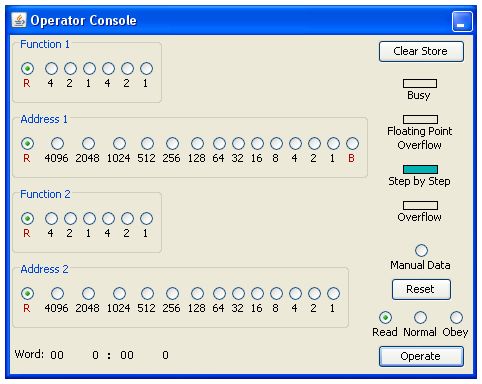 Operator Console
Function 1
R 4 2 1 4 2 1
Clear Store
Busy
Address 1
R 4096 2048 1024 512 256 128 64 32 16 8 4 2 1 B
Floating Point
Overflow
Step by Step
Function 2
R 4 2 1 4 2 1
Overflow
Manual Data
Address 2
R 4096 2048 1024 512 256 128 64 32 16 8 4 2 1
Reset
Read Normal Obey
Word: 00 0 : 00 0
Operate